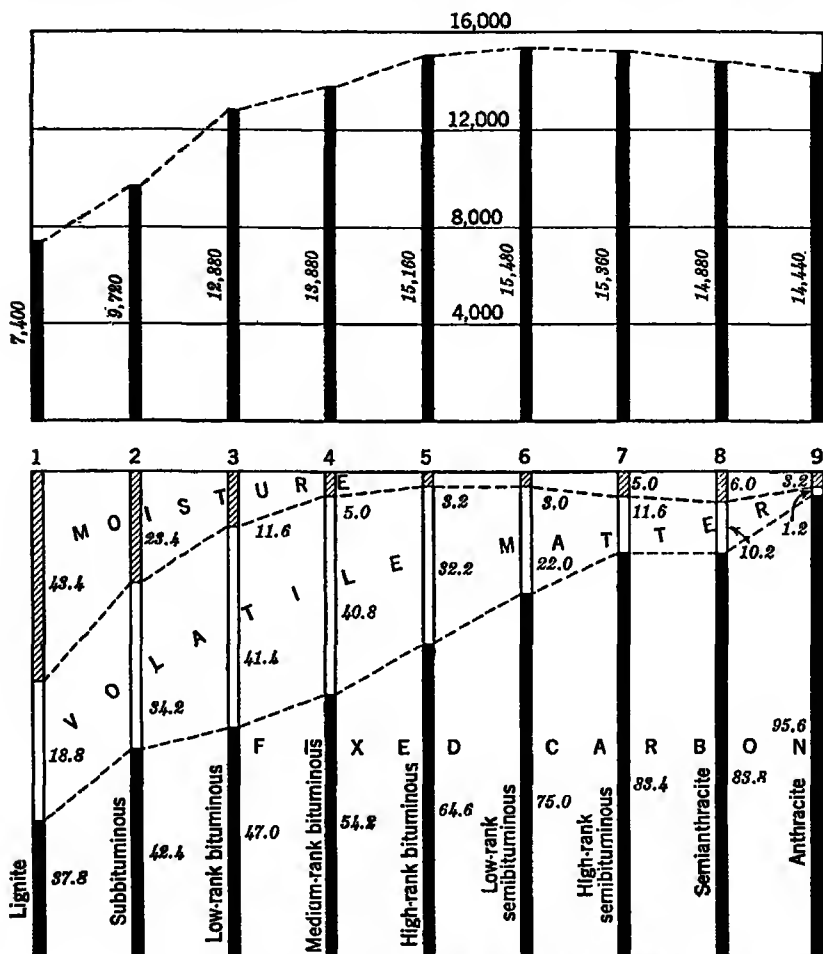 16,000
12,000
8,000
4,000
7,400
9,720
12,880
13,880
15,160
15,480
15,360
14,880
14,440
1 2 3 4 5 6 7 8 9
MOISTURE
43.4
23.4
11.6
5.0
3.2
3.0
5.0
6.0
3.2
VOLATILE MATTER
18.8
34.2
41.4
40.8
32.2
22.0
11.6
10.2
1.2
FIXED CARBON
37.8
42.4
47.0
54.2
64.6
75.0
83.4
83.8
95.6
Lignite
Subbituminous
Low-rank bituminous
Medium-rank bituminous
High-rank bituminous
Low-rank
semibituminous
High-rank
semibituminous
Semianthracite
Anthracite